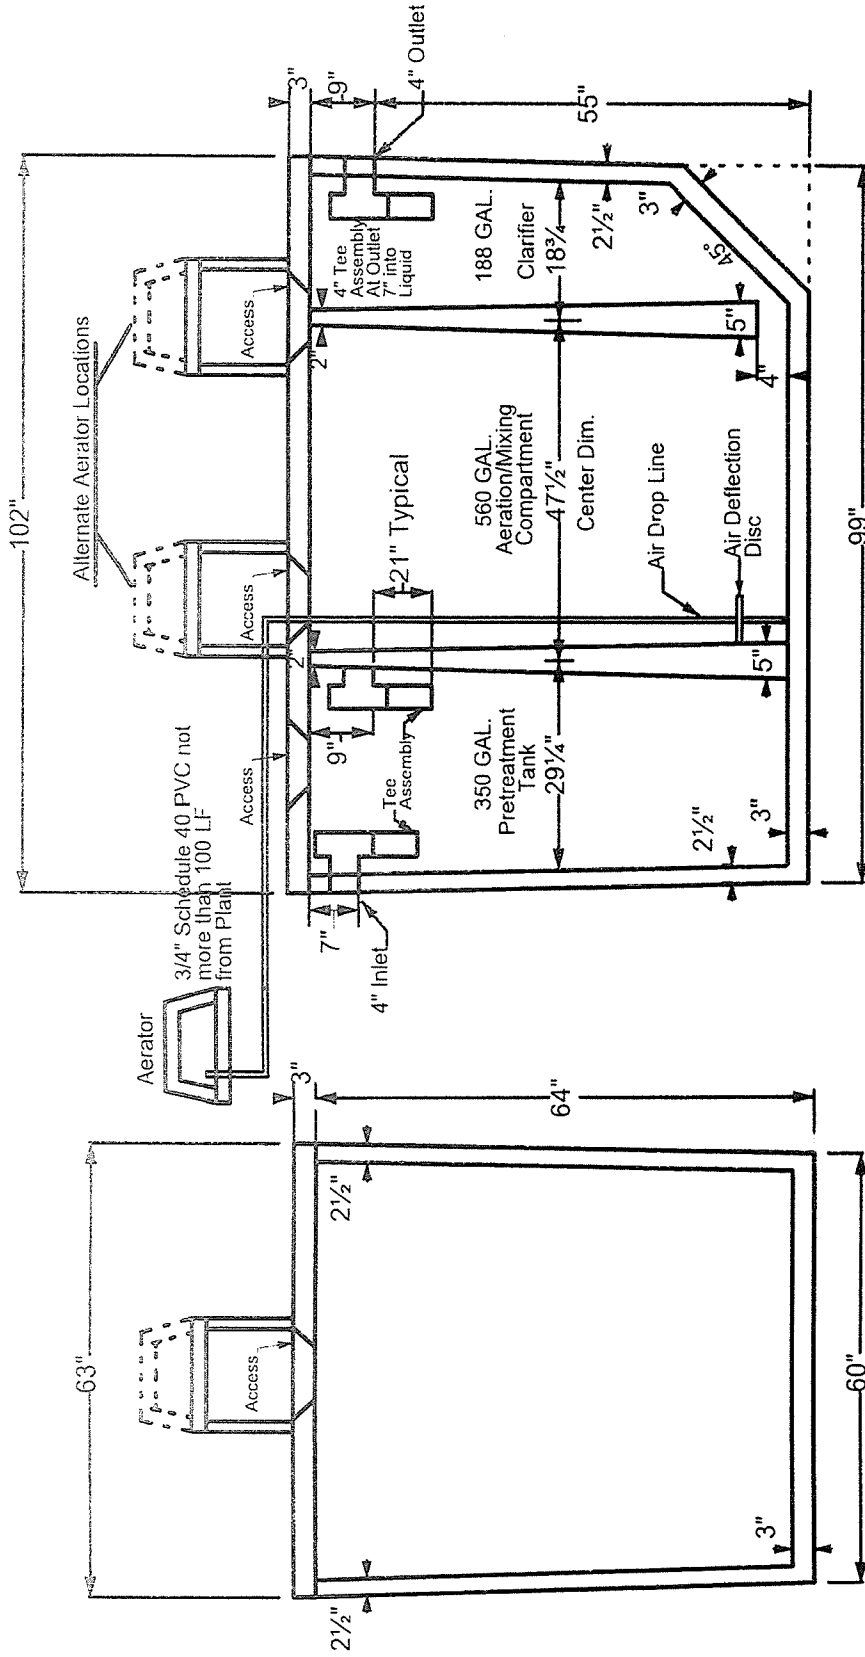 63"
Access
3"
2½"
2½"
64"
3"
60"
Aerator
3/4" Schedule 40 PVC not
more than 100 LF
from Plant
102"
Alternate Aerator Locations
Access
Access
Access
3"
7"
4" Inlet
Tee
Assembly
9"
2"
21" Typical
2"
4" Tee
Assembly
At Outlet
7" into
Liquid
9"
4" Outlet
350 GAL.
Pretreatment
Tank
29¼"
560 GAL.
Aeration/Mixing
Compartment
47½"
Center Dim.
188 GAL.
Clarifier
18¾
2½"
55"
Air Drop Line
Air Deflection
Disc
2½"
3"
5"
4"
5"
3"
45°
99"